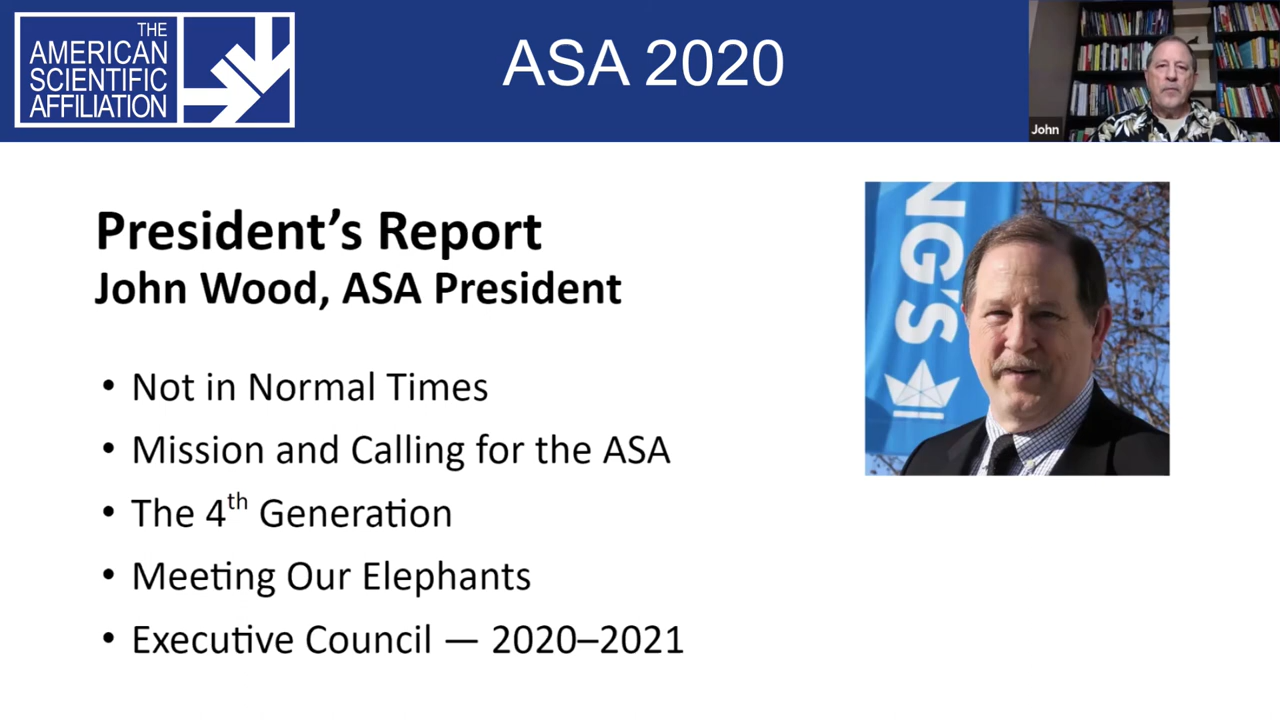 THE
AMERICAN
SCIENTIFIC
AFFILIATION
ASA 2020
John
President’s Report
John Wood, ASA President
• Not in Normal Times
• Mission and Calling for the ASA
• The 4th Generation
• Meeting Our Elephants
• Executive Council — 2020–2021
NG'S